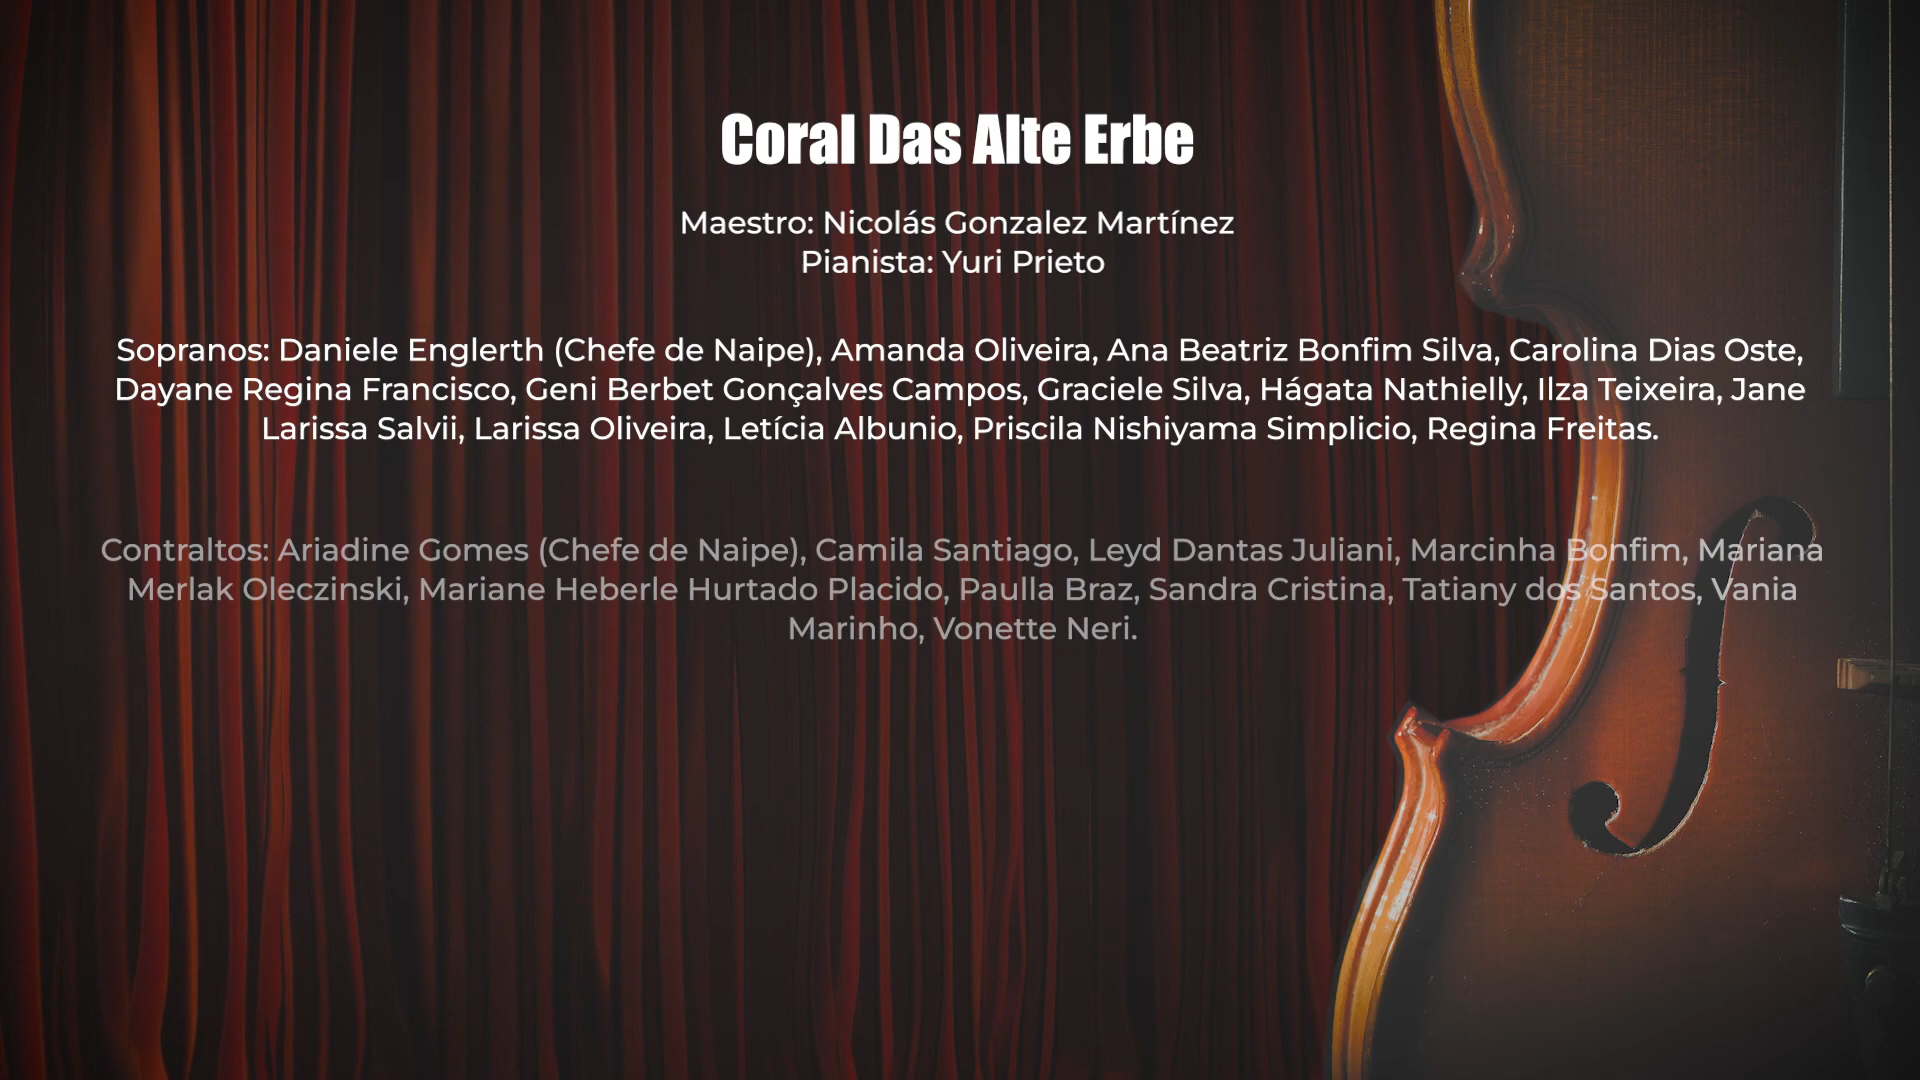 Coral Das Alte Erbe
Maestro: Nicolás Gonzalez Martínez
Pianista: Yuri Prieto
Sopranos: Daniele Englerth (Chefe de Naipe), Amanda Oliveira, Ana Beatriz Bonfim Silva, Carolina Dias Oste,
Dayane Regina Francisco, Geni Berbet Gonçalves Campos, Graciele Silva, Hágata Nathielly, Ilza Teixeira, Jane
Larissa Salvii, Larissa Oliveira, Letícia Albunio, Priscila Nishiyama Simplicio, Regina Freitas.
Contraltos: Ariadine Gomes (Chefe de Naipe), Camila Santiago, Leyd Dantas Juliani, Marcinha Bonfim, Mariana
Merlak Oleczinski, Mariane Heberle Hurtado Placido, Paulla Braz, Sandra Cristina, Tatiany dos Santos, Vania
Marinho, Vonette Neri.